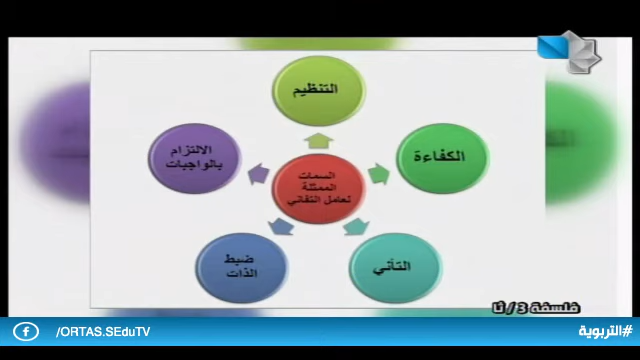 التنظيم
الكفاءة
الالتزام
بالواجبات
السمات
الممثلة
لعامل التفاني
التأني
ضبط
الذات
فلسفة /3 ثا
/ORTAS.SEduTV
#التربوية